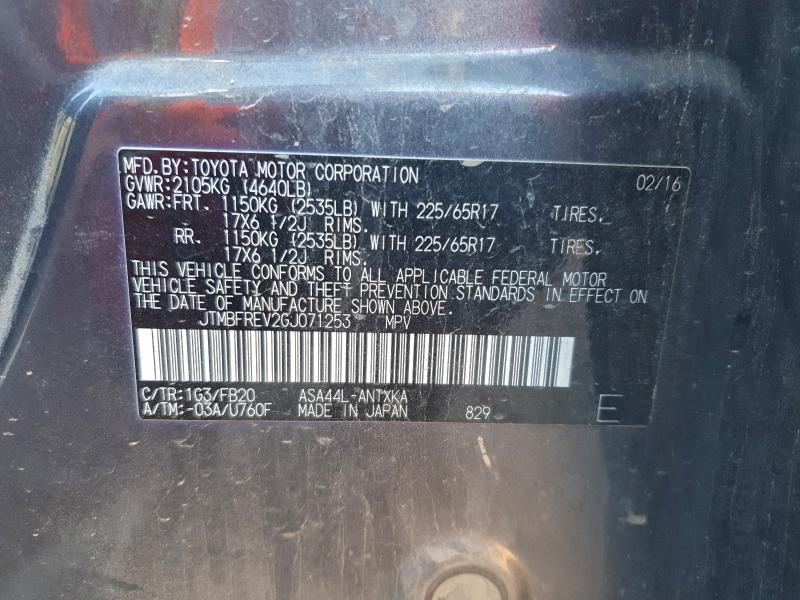 MFD.BY:TOYOTA MOTOR CORPORATION 02/16
GVWR:2105KG (4640LB)
GAWR:FRT. 1150KG (2535LB) WITH 225/65R17 TIRES,
17X6 1/2J RIMS.
RR. 1150KG (2535LB) WITH 225/65R17 TIRES,
17X6 1/2J RIMS.
THIS VEHICLE CONFORMS TO ALL APPLICABLE FEDERAL MOTOR
VEHICLE SAFETY AND THEFT PREVENTION STANDARDS IN EFFECT ON
THE DATE OF MANUFACTURE SHOWN ABOVE.
JTMBFREV2GJ071253 MPV
C/TR:1G3/FB20 ASA44L-ANTXKA
A/TM:-03A/U760F MADE IN JAPAN 829 E